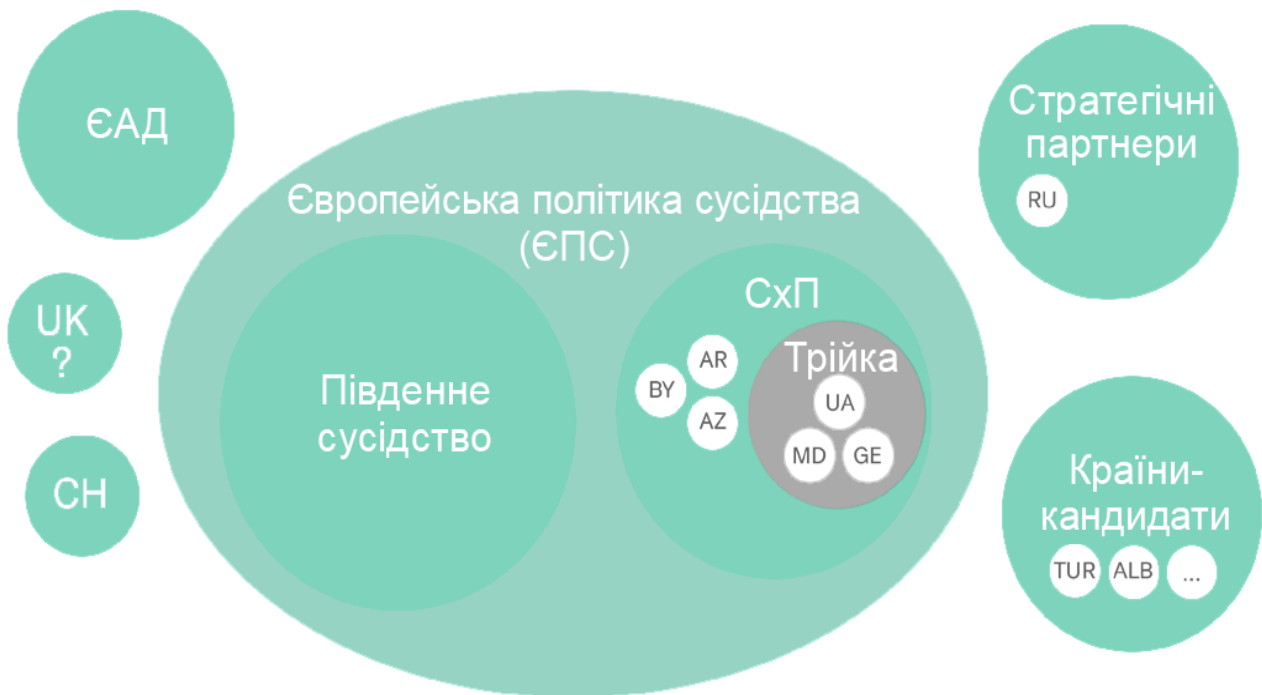 ЄАД
UK
?
CH
Європейська політика сусідства
(ЄПС)
Південне
сусідство
СхП
BY
AR
AZ
Трійка
UA
MD
GE
Стратегічні
партнери
RU
Країни-
кандидати
TUR
ALB
...